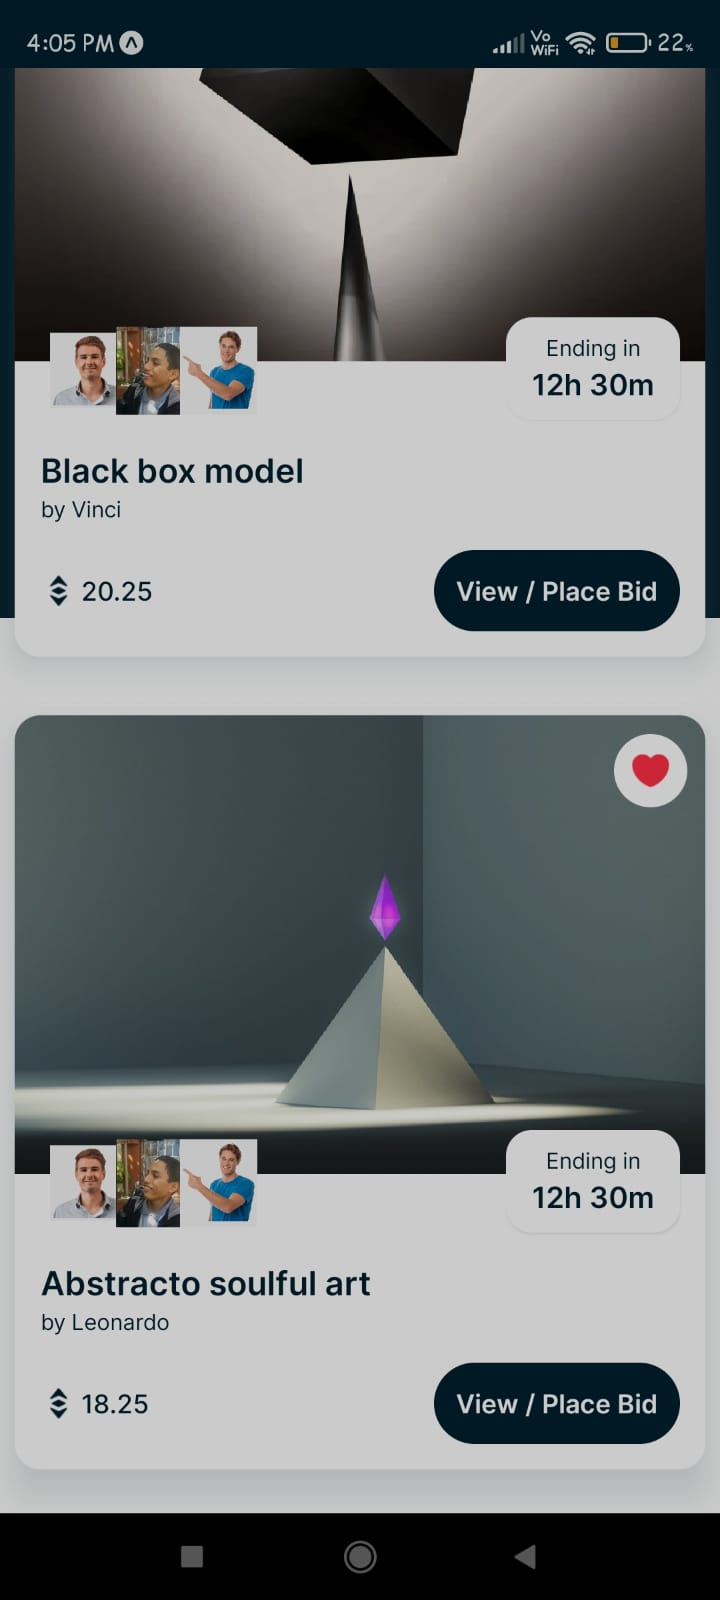 4:05 PM
Vo
WiFi
22%
Ending in
12h 30m
Black box model
by Vinci
20.25
View / Place Bid
Ending in
12h 30m
Abstracto soulful art
by Leonardo
18.25
View / Place Bid